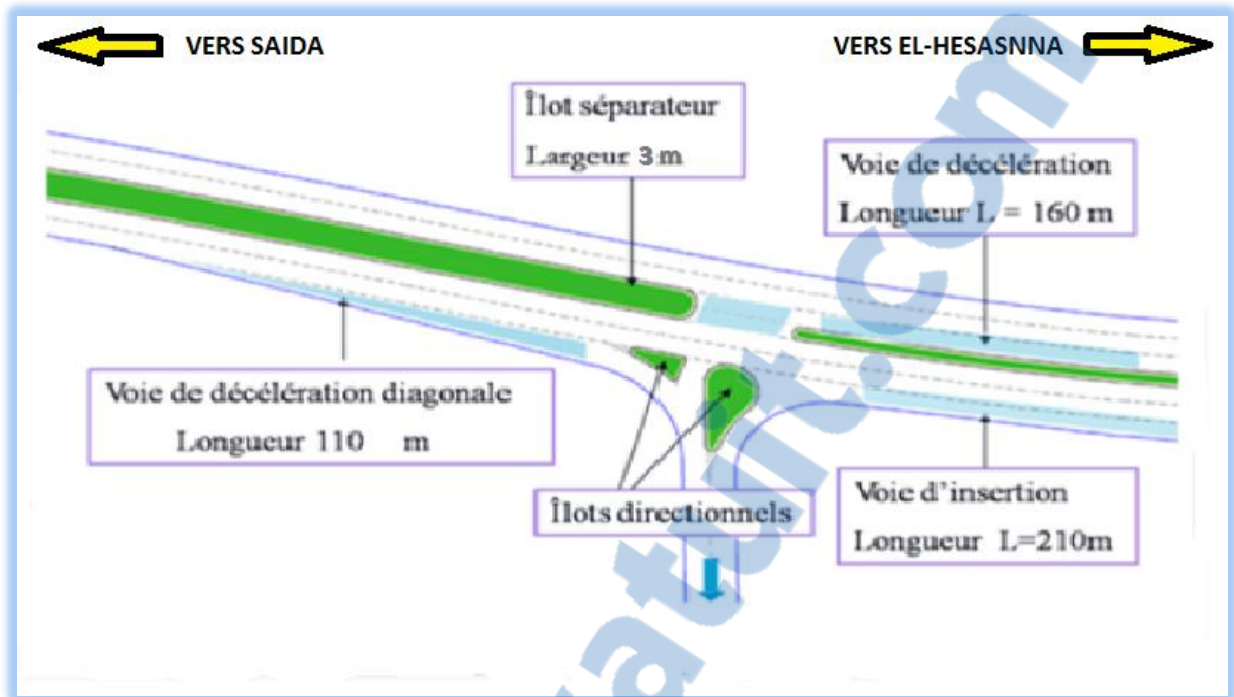 VERS SAIDA
VERS EL-HESASNNA
Îlot séparateur
Largeur 3 m
Voie de décélération
Longueur L = 160 m
Voie de décélération diagonale
Longueur 110 m
Îlots directionnels
Voie d'insertion
Longueur L=210m